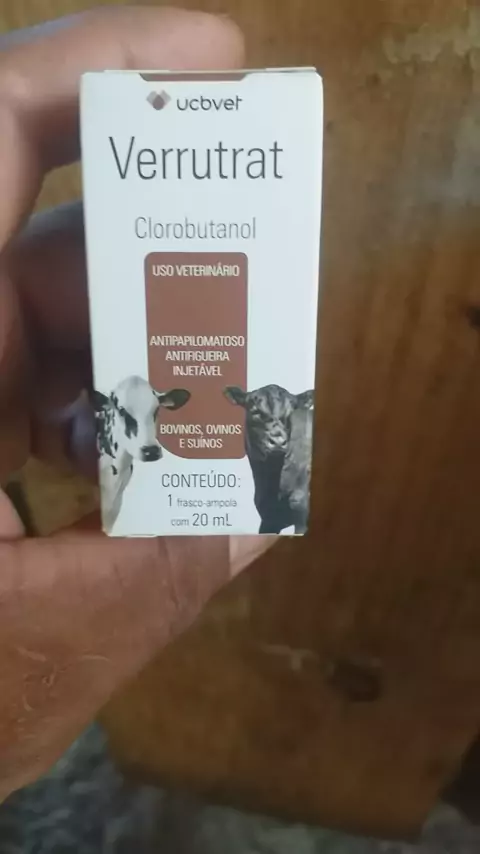 ucbvet
Verrutrat
Clorobutanol
USO VETERINÁRIO
ANTIPAPILOMATOSO
ANTIFIGUEIRA
INJETÁVEL
BOVINOS, OVINOS
E SUÍNOS
CONTEÚDO:
1 frasco-ampola
com 20 mL